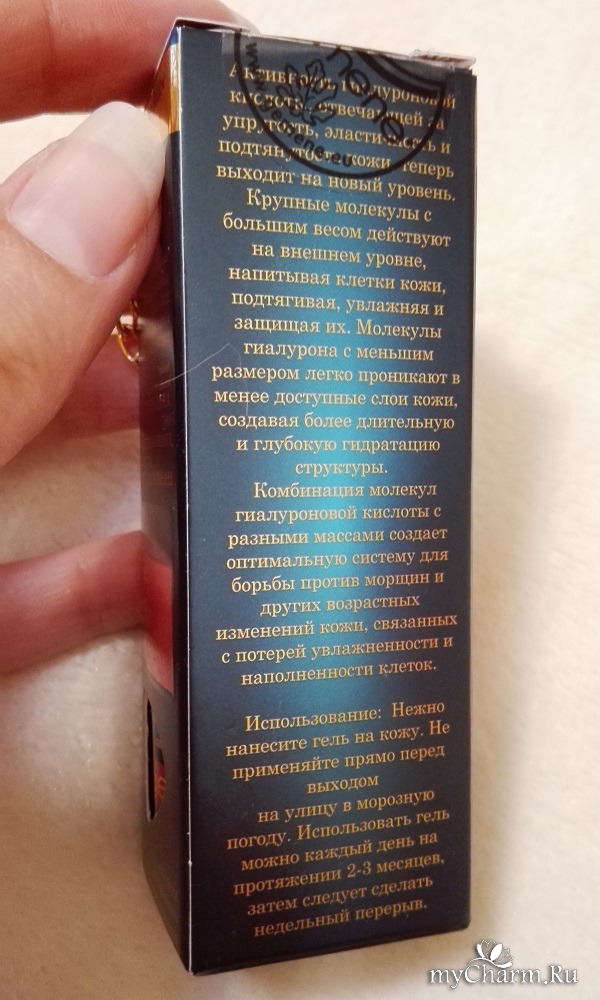 Активность гиалуроновой
кислоты, отвечающей за
упругость, эластичность и
подтянутость кожи, теперь
выходит на новый уровень.
Крупные молекулы с
большим весом действуют
на внешнем уровне,
напитывая клетки кожи,
подтягивая, увлажняя и
защищая их. Молекулы
гиалурона с меньшим
размером легко проникают в
менее доступные слои кожи,
создавая более длительную
и глубокую гидратацию
структуры.
Комбинация молекул
гиалуроновой кислоты с
разными массами создает
оптимальную систему для
борьбы против морщин и
других возрастных
изменений кожи, связанных
с потерей увлажненности и
наполненности клеток.
Использование: Нежно
нанесите гель на кожу. Не
применяйте прямо перед
выходом
на улицу в морозную
погоду. Использовать гель
можно каждый день на
протяжении 2-3 месяцев,
затем следует сделать
недельный перерыв.
myCharm.Ru